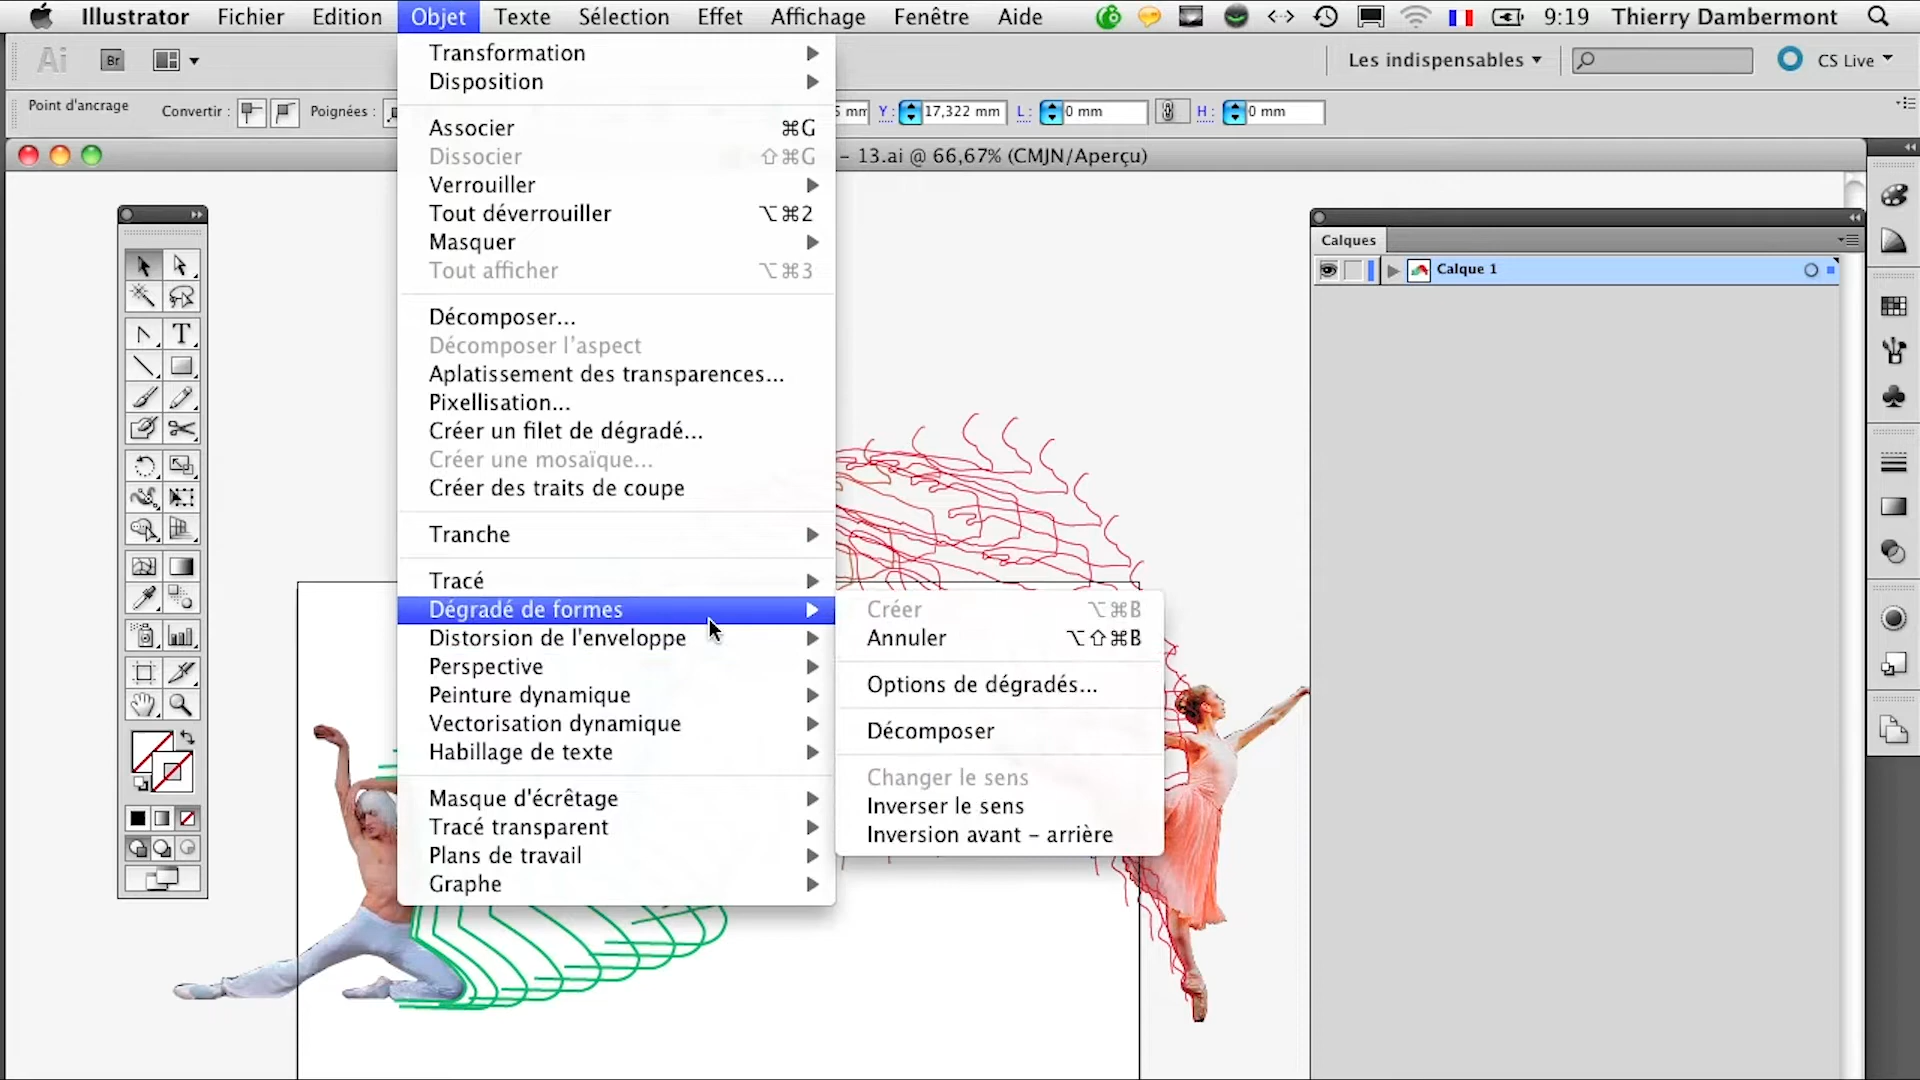 Illustrator Fichier Edition Objet Texte Sélection Effet Affichage Fenêtre Aide 9:19 Thierry Dambermont
Ai Br Les indispensables CS Live
Point d'ancrage Convertir : Poignées : mm Y : 17,322 mm L : 0 mm H : 0 mm
- 13.ai @ 66,67% (CMJN/Aperçu)
Transformation
Disposition
Associer ⌘G
Dissocier ⇧⌘G
Verrouiller
Tout déverrouiller ⌥⌘2
Masquer
Tout afficher ⌥⌘3
Décomposer...
Décomposer l'aspect
Aplatissement des transparences...
Pixellisation...
Créer un filet de dégradé...
Créer une mosaïque...
Créer des traits de coupe
Tranche
Tracé
Dégradé de formes
Distorsion de l'enveloppe
Perspective
Peinture dynamique
Vectorisation dynamique
Habillage de texte
Masque d'écrêtage
Tracé transparent
Plans de travail
Graphe
Créer ⌥⌘B
Annuler ⌥⇧⌘B
Options de dégradés...
Décomposer
Changer le sens
Inverser le sens
Inversion avant - arrière
Calques
Calque 1